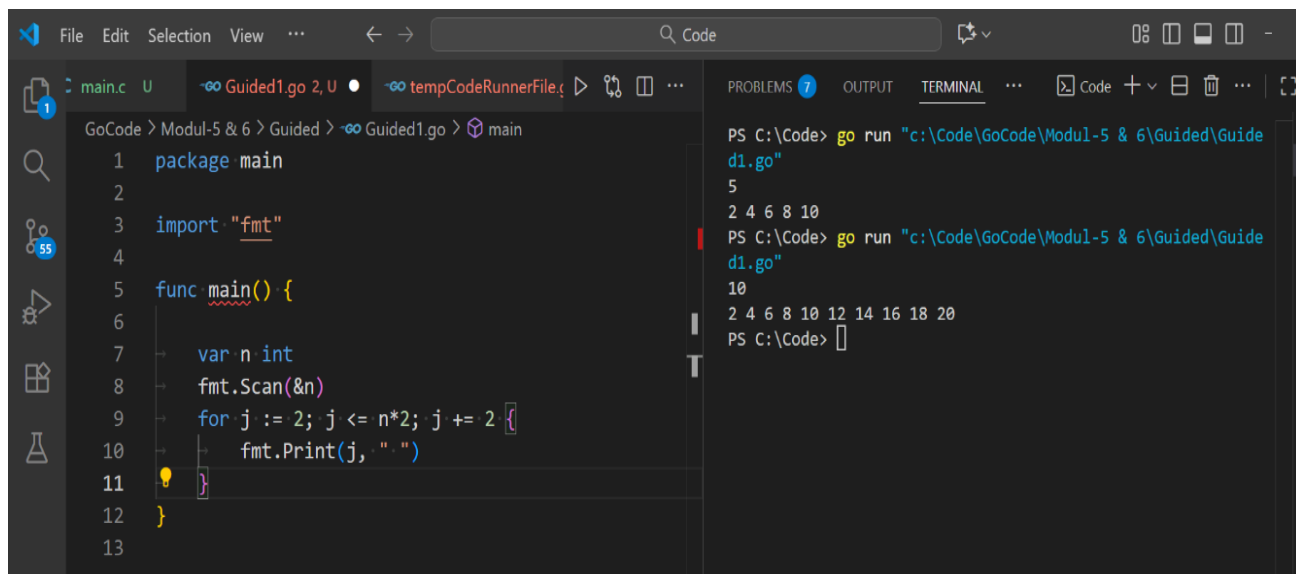 File Edit Selection View ··· Code
main.c U Guided1.go 2, U tempCodeRunnerFile.g
GoCode > Modul-5 & 6 > Guided > Guided1.go > main
1 package main
2
3 import "fmt"
4
5 func main() {
6
7 var n int
8 fmt.Scan(&n)
9 for j := 2; j <= n*2; j += 2 {
10 fmt.Print(j, " ")
11 }
12 }
13
1
55
PROBLEMS 7 OUTPUT TERMINAL ··· Code
PS C:\Code> go run "c:\Code\GoCode\Modul-5 & 6\Guided\Guide
d1.go"
5
2 4 6 8 10
PS C:\Code> go run "c:\Code\GoCode\Modul-5 & 6\Guided\Guide
d1.go"
10
2 4 6 8 10 12 14 16 18 20
PS C:\Code>